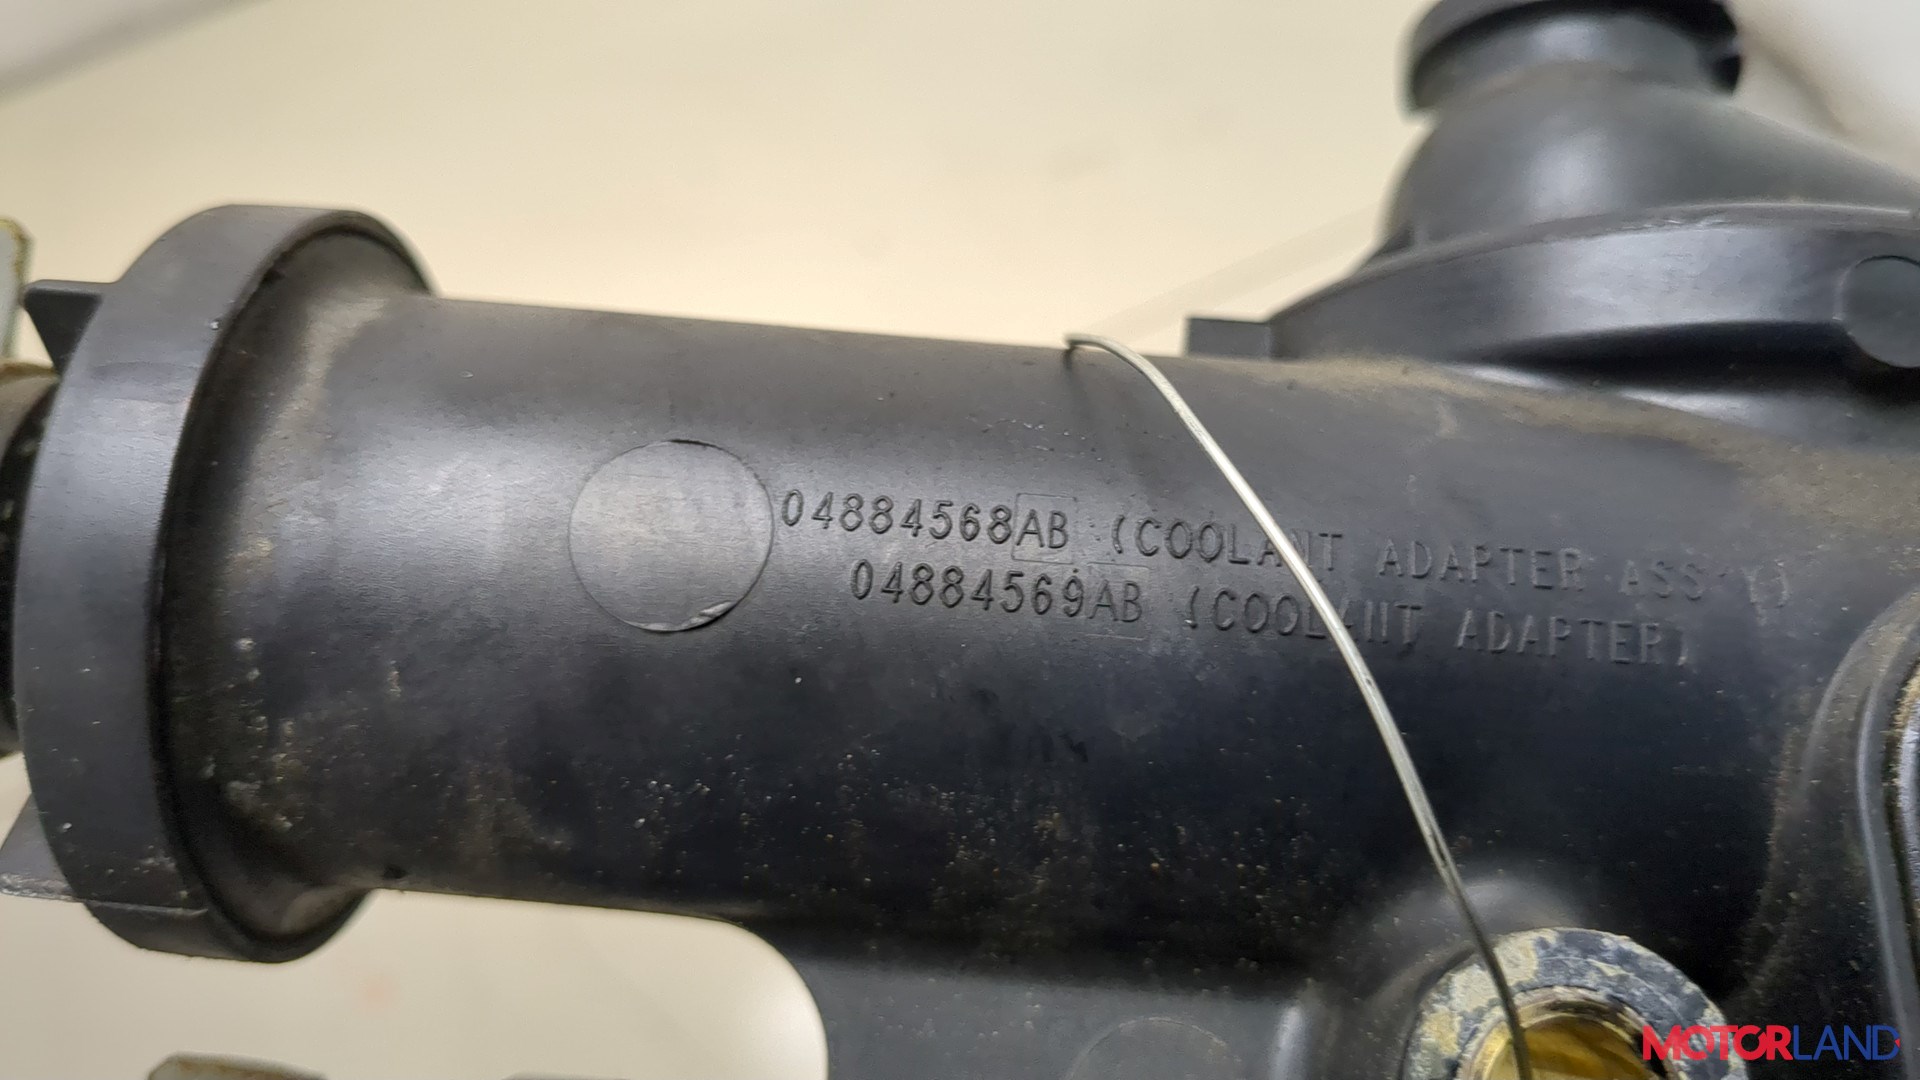 04884568AB (COOLANT ADAPTER ASS'Y)
04884569AB (COOLANT ADAPTER)
MOTORLAND